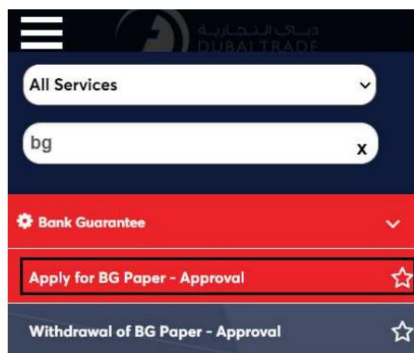 دبي التجارية
DUBAI TRADE
All Services
bg
x
Bank Guarantee
Apply for BG Paper - Approval
Withdrawal of BG Paper - Approval